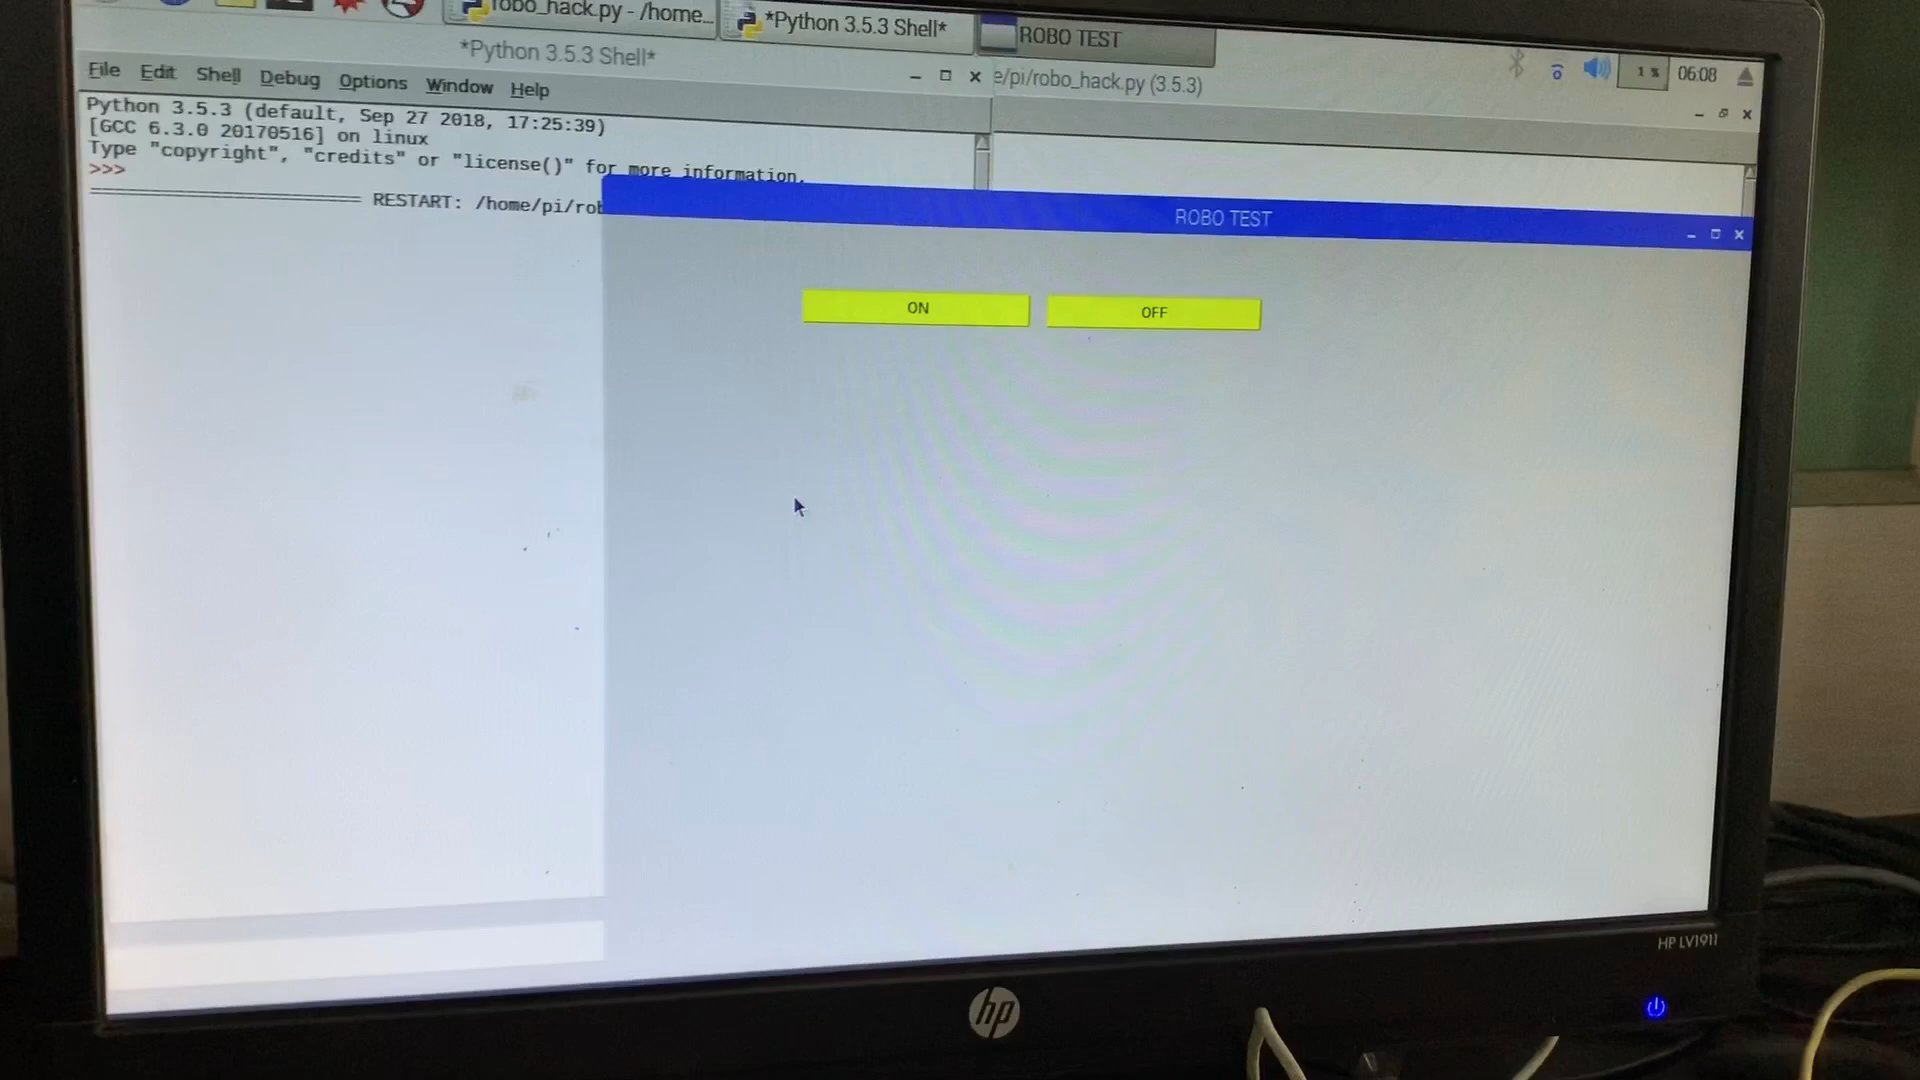 robo_hack.py - /home...
*Python 3.5.3 Shell*
ROBO TEST
1 %
06:08
*Python 3.5.3 Shell*
e/pi/robo_hack.py (3.5.3)
File Edit Shell Debug Options Window Help
Python 3.5.3 (default, Sep 27 2018, 17:25:39)
[GCC 6.3.0 20170516] on linux
Type "copyright", "credits" or "license()" for more information.
>>>
RESTART: /home/pi/rob
ROBO TEST
ON
OFF
HP LV1911
hp